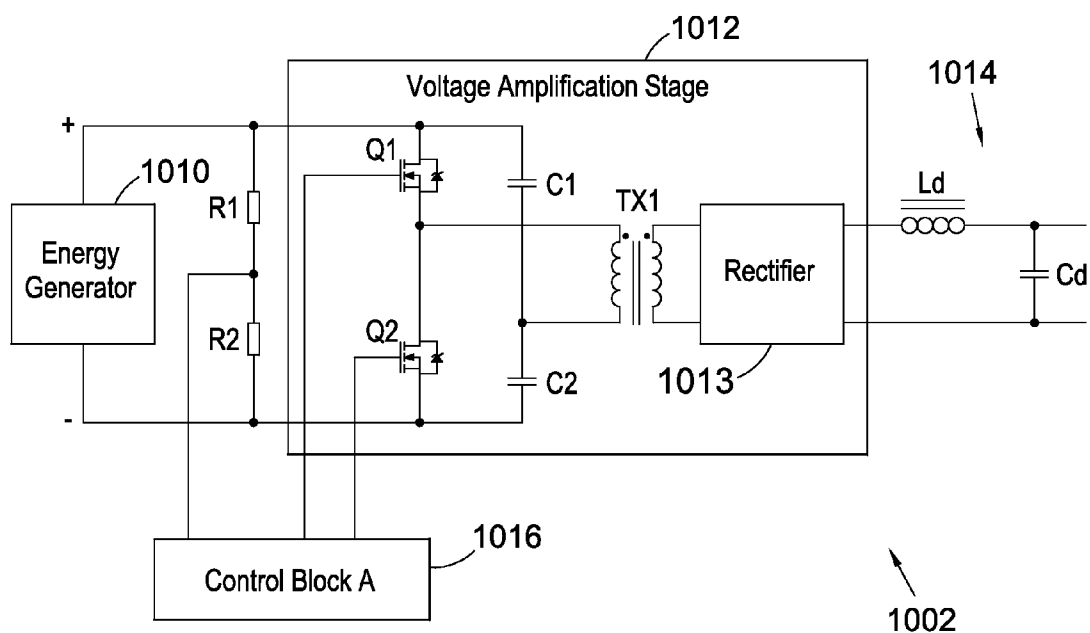 1012
Voltage Amplification Stage
1014
+
Q1
1010
R1
C1
TX1
Ld
Energy
Generator
Rectifier
Cd
R2
Q2
C2
1013
-
1016
Control Block A
1002